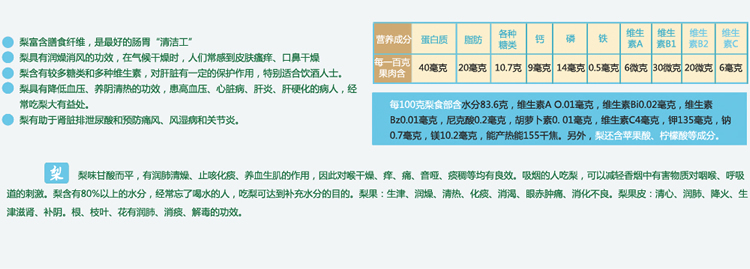 梨富含膳食纤维，是最好的肠胃“清洁工”
梨具有润燥消风的功效，在气候干燥时，人们常感到皮肤瘙痒、口鼻干燥
梨含有较多糖类和多种维生素，对肝脏有一定的保护作用，特别适合饮酒人士。
梨具有降低血压、养阴清热的功效，患高血压、心脏病、肝炎、肝硬化的病人，经
常吃梨大有益处。
梨有助于肾脏排泄尿酸和预防痛风、风湿病和关节炎。
营养成分 蛋白质 脂肪 各种糖类 钙 磷 铁 维生素A 维生素B1 维生素B2 维生素C
每一百克果肉含 40毫克 20毫克 10.7克 9毫克 14毫克 0.5毫克 6微克 30微克 20微克 6毫克
每100克梨食部含水分83.6克，维生素A O.01毫克，维生素Bi0.02毫克，维生素
Bz0.01毫克，尼克酸0.2毫克，胡萝卜素0. 01毫克，维生素C4毫克，钾135毫克，钠
0.7毫克，镁10.2毫克，能产热能155干焦。另外，梨还含苹果酸、柠檬酸等成分。
梨 梨味甘酸而平，有润肺清燥、止咳化痰、养血生肌的作用，因此对喉干燥、痒、痛、音哑、痰稠等均有良效。吸烟的人吃梨，可以减轻香烟中有害物质对咽喉、呼吸
道的刺激。梨含有80%以上的水分，经常忘了喝水的人，吃梨可达到补充水分的目的。梨果：生津、润燥、清热、化痰、消渴、眼赤肿痛、消化不良。梨果皮：清心、润肺、降火、生
津滋肾、补阴。根、枝叶、花有润肺、消痰、解毒的功效。